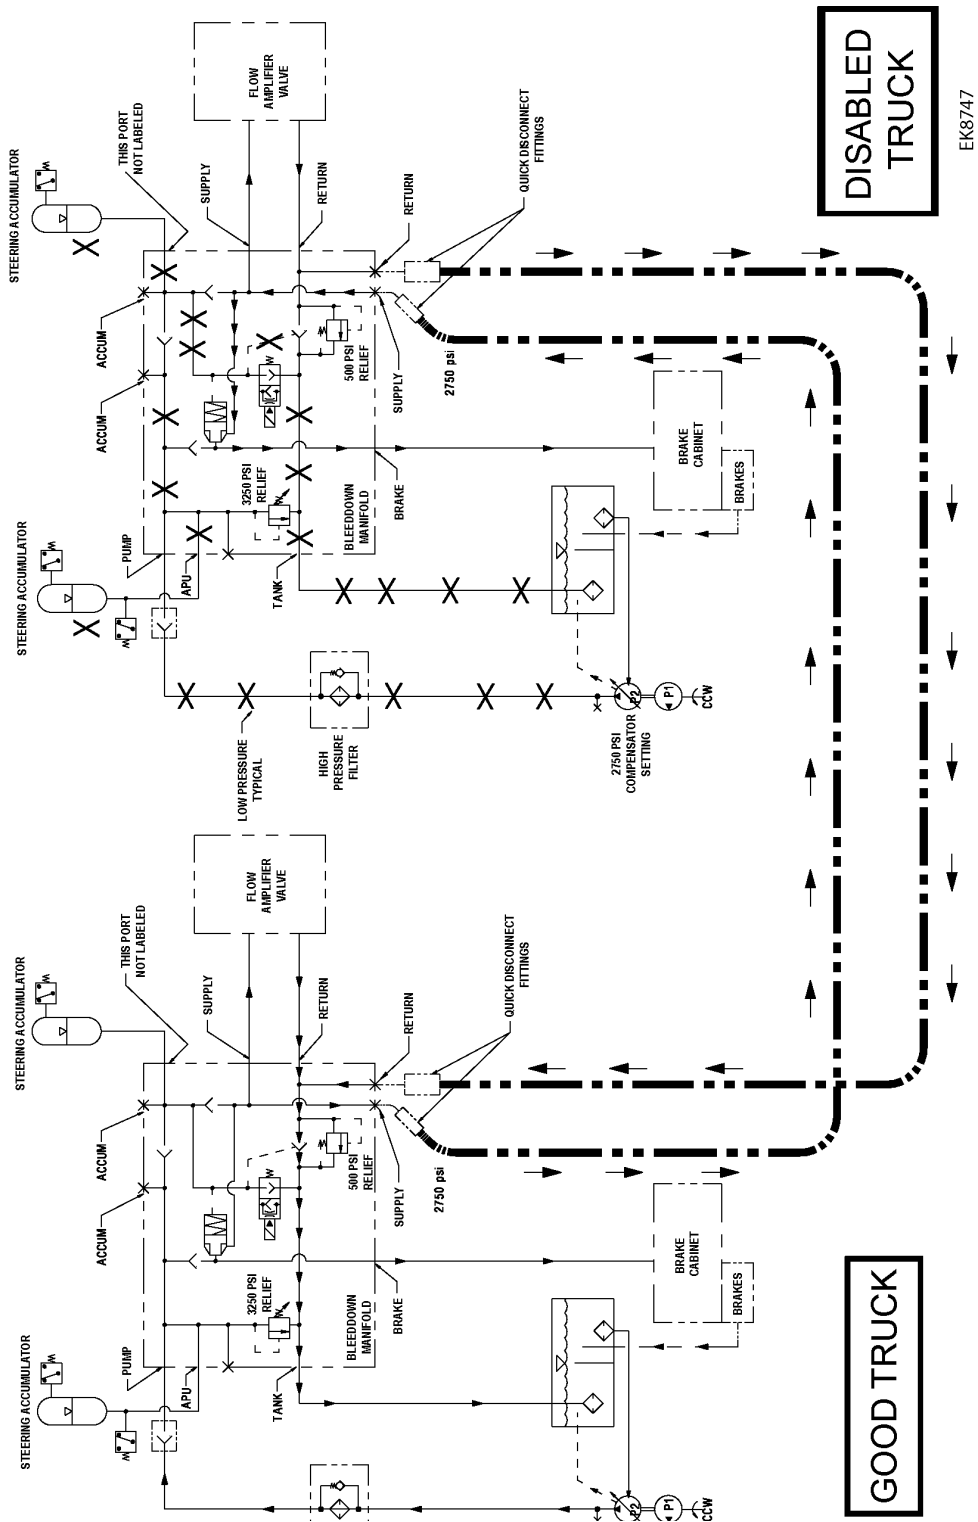 STEERING ACCUMULATOR
W
THIS PORT
NOT LABELED
FLOW
AMPLIFIER
VALVE
SUPPLY
RETURN
RETURN
QUICK DISCONNECT
FITTINGS
ACCUM
ACCUM
W
500 PSI
RELIEF
SUPPLY
2750 psi
3250 PSI
RELIEF
W
BLEEDDOWN
MANIFOLD
BRAKE
BRAKE
CABINET
BRAKES
STEERING ACCUMULATOR
W
W
PUMP
APU
TANK
LOW PRESSURE
TYPICAL
HIGH
PRESSURE
FILTER
2750 PSI
COMPENSATOR
SETTING
P2
P1
CCW
DISABLED
TRUCK
EK8747
STEERING ACCUMULATOR
W
THIS PORT
NOT LABELED
FLOW
AMPLIFIER
VALVE
SUPPLY
RETURN
RETURN
QUICK DISCONNECT
FITTINGS
ACCUM
ACCUM
W
500 PSI
RELIEF
SUPPLY
2750 psi
3250 PSI
RELIEF
W
BLEEDDOWN
MANIFOLD
BRAKE
BRAKE
CABINET
BRAKES
STEERING ACCUMULATOR
W
W
PUMP
APU
TANK
P2
P1
CCW
GOOD TRUCK